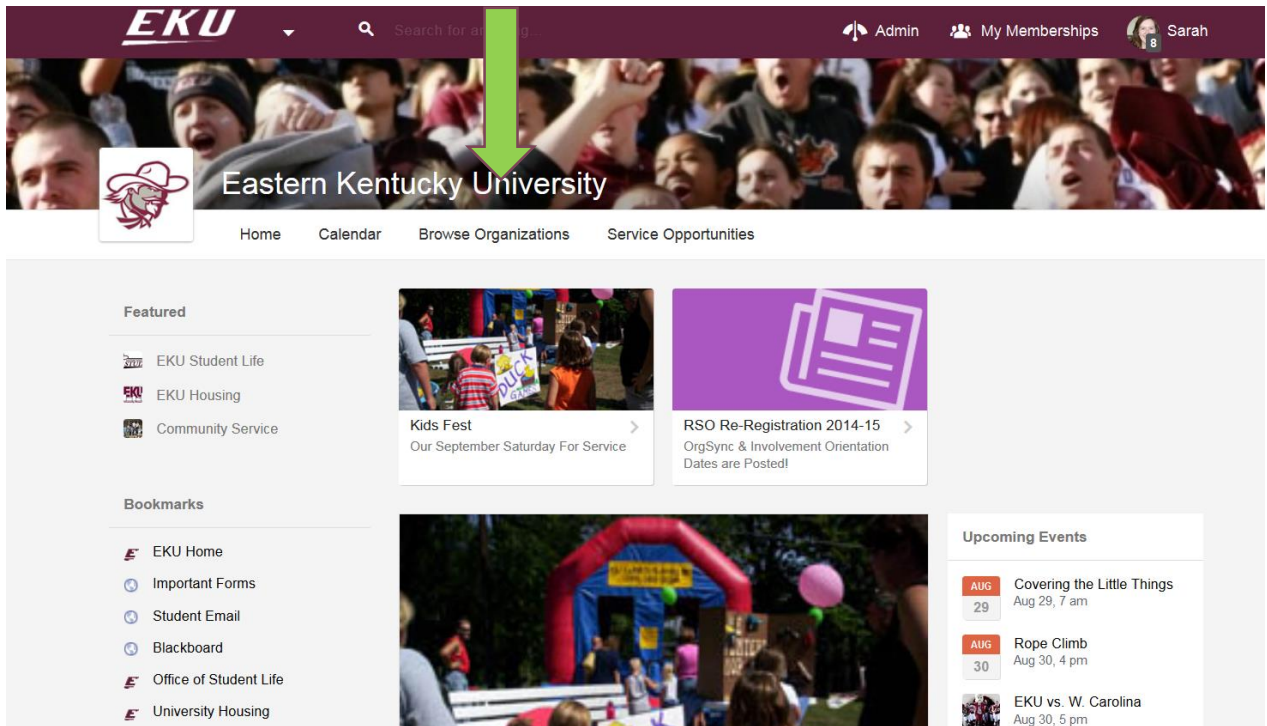 EKU
Search for anything...
Admin
My Memberships
8
Sarah
Eastern Kentucky University
Home
Calendar
Browse Organizations
Service Opportunities
Featured
EKU Student Life
EKU Housing
Community Service
Bookmarks
EKU Home
Important Forms
Student Email
Blackboard
Office of Student Life
University Housing
DUCK
GAMES
Kids Fest
Our September Saturday For Service
RSO Re-Registration 2014-15
OrgSync & Involvement Orientation
Dates are Posted!
Upcoming Events
AUG
29
Covering the Little Things
Aug 29, 7 am
AUG
30
Rope Climb
Aug 30, 4 pm
EKU vs. W. Carolina
Aug 30, 5 pm